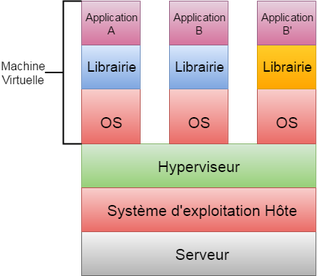 Application
A
Application
B
Application
B'
Machine
Virtuelle
Librairie
Librairie
Librairie
OS
OS
OS
Hyperviseur
Système d'exploitation Hôte
Serveur